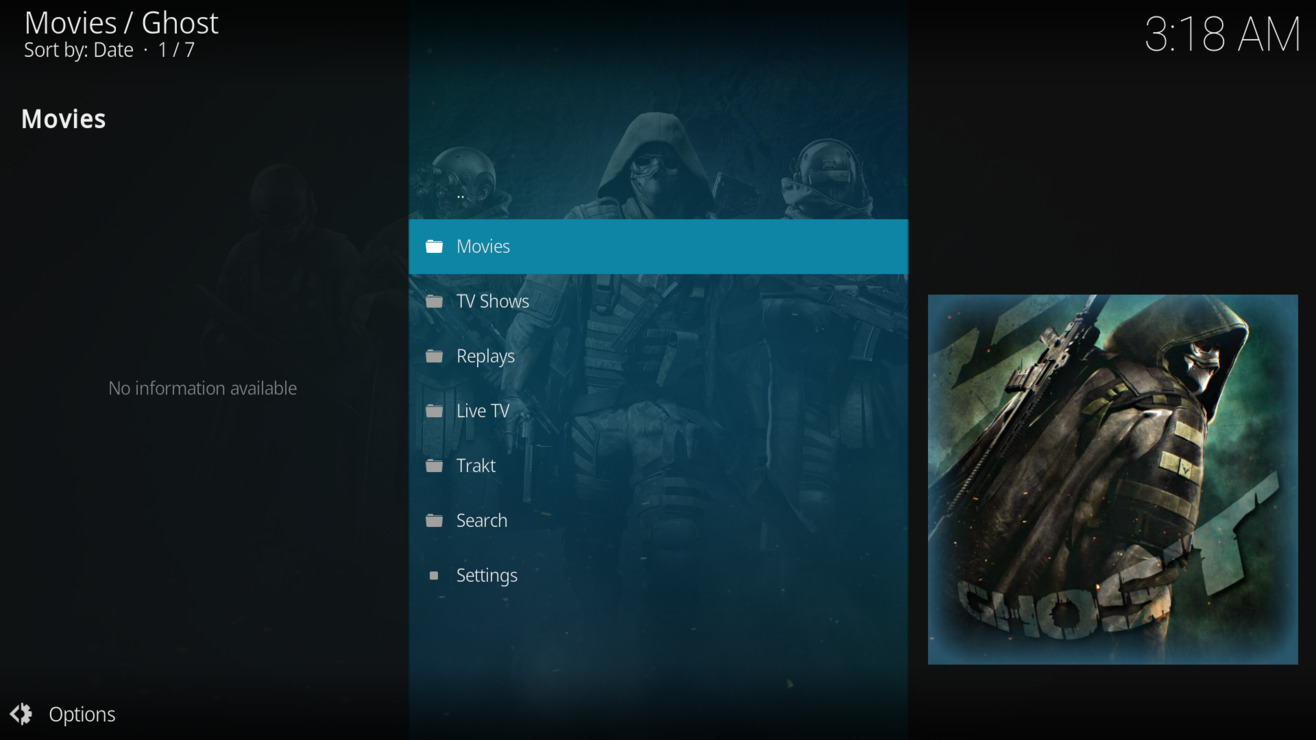 Movies / Ghost
Sort by: Date · 1 / 7
3:18 AM
Movies
No information available
..
Movies
TV Shows
Replays
Live TV
Trakt
Search
Settings
GHOST
Options